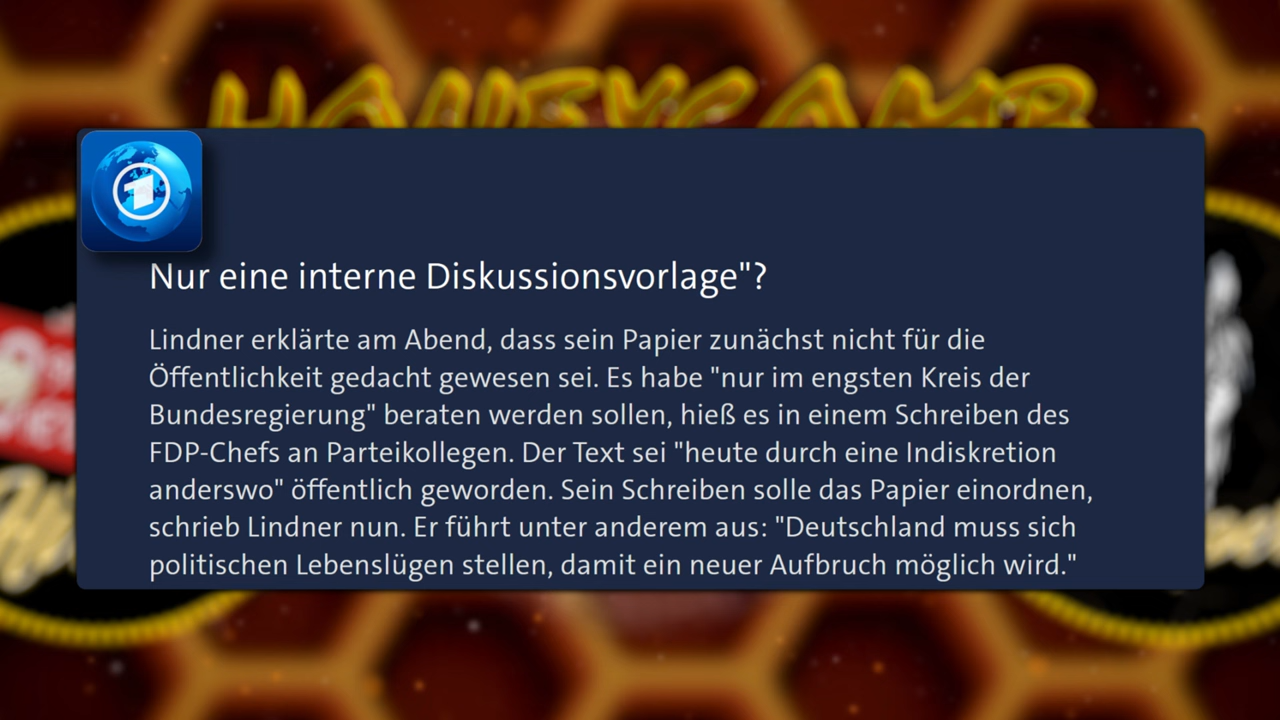 HONEYCOMB
1
Nur eine interne Diskussionsvorlage"?
Lindner erklärte am Abend, dass sein Papier zunächst nicht für die
Öffentlichkeit gedacht gewesen sei. Es habe "nur im engsten Kreis der
Bundesregierung" beraten werden sollen, hieß es in einem Schreiben des
FDP-Chefs an Parteikollegen. Der Text sei "heute durch eine Indiskretion
anderswo" öffentlich geworden. Sein Schreiben solle das Papier einordnen,
schrieb Lindner nun. Er führt unter anderem aus: "Deutschland muss sich
politischen Lebenslügen stellen, damit ein neuer Aufbruch möglich wird."